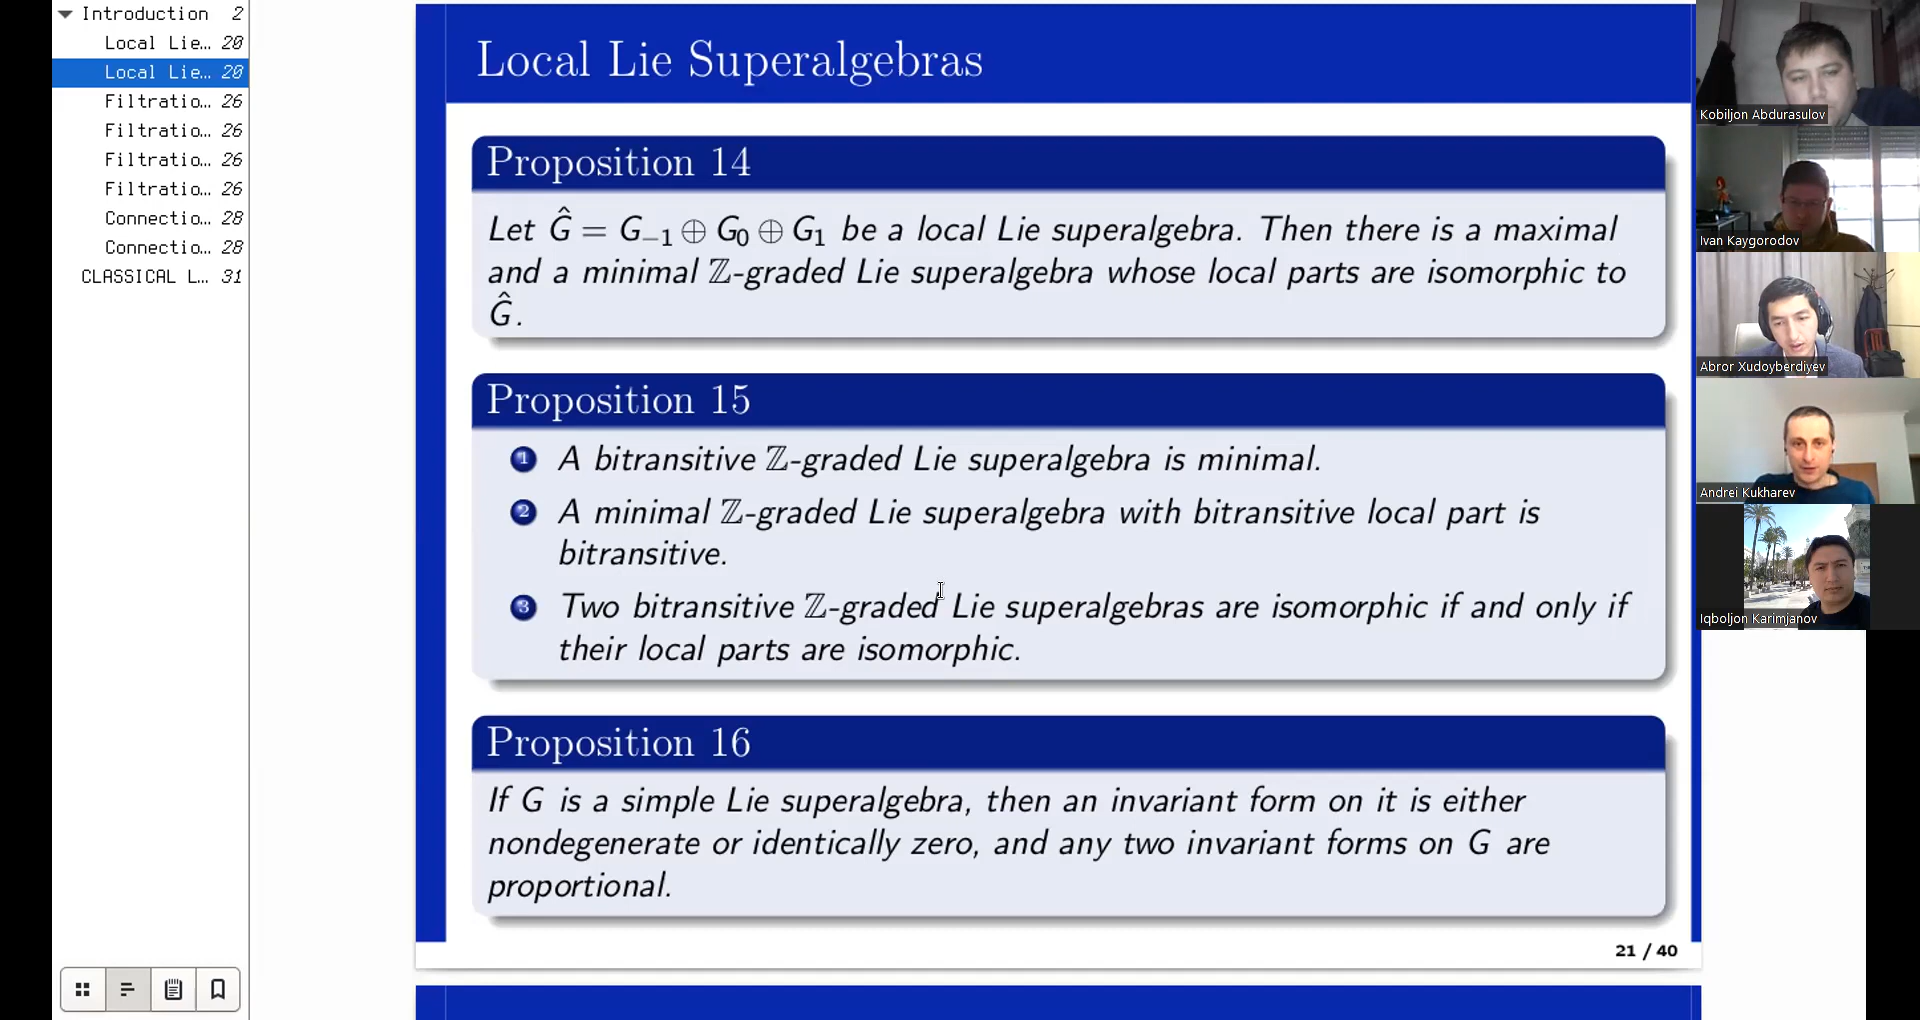 Introduction 2
Local Lie… 20
Local Lie… 20
Filtratio… 26
Filtratio… 26
Filtratio… 26
Filtratio… 26
Connectio… 28
Connectio… 28
CLASSICAL L… 31
Local Lie Superalgebras
Proposition 14
Let Ĝ = G₋₁ ⊕ G₀ ⊕ G₁ be a local Lie superalgebra. Then there is a maximal
and a minimal ℤ-graded Lie superalgebra whose local parts are isomorphic to
Ĝ.
Proposition 15
1 A bitransitive ℤ-graded Lie superalgebra is minimal.
2 A minimal ℤ-graded Lie superalgebra with bitransitive local part is
bitransitive.
3 Two bitransitive ℤ-graded Lie superalgebras are isomorphic if and only if
their local parts are isomorphic.
Proposition 16
If G is a simple Lie superalgebra, then an invariant form on it is either
nondegenerate or identically zero, and any two invariant forms on G are
proportional.
21 / 40
Kobiljon Abdurasulov
Ivan Kaygorodov
Abror Xudoyberdiyev
Andrei Kukharev
Iqboljon Karimjanov